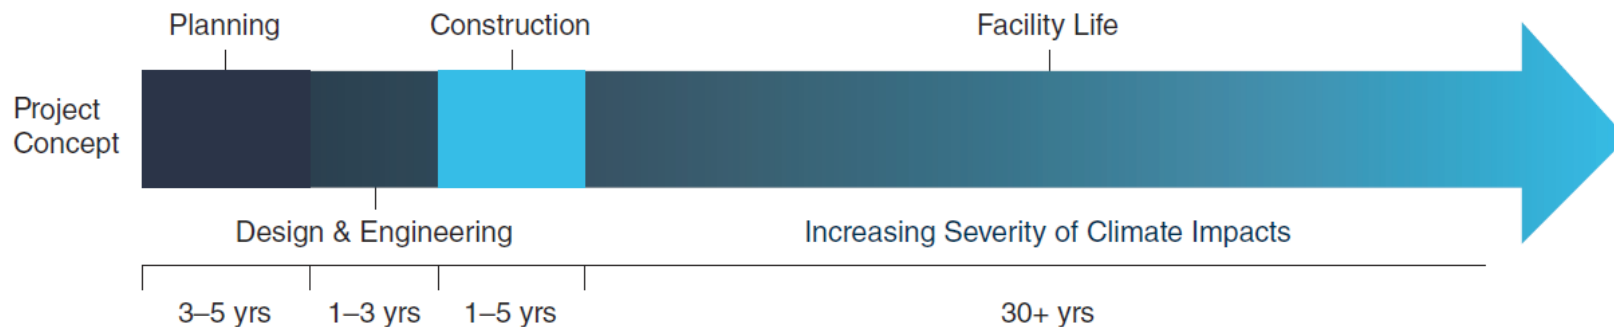 Planning
Construction
Facility Life
Project
Concept
Design & Engineering
Increasing Severity of Climate Impacts
3–5 yrs
1–3 yrs
1–5 yrs
30+ yrs